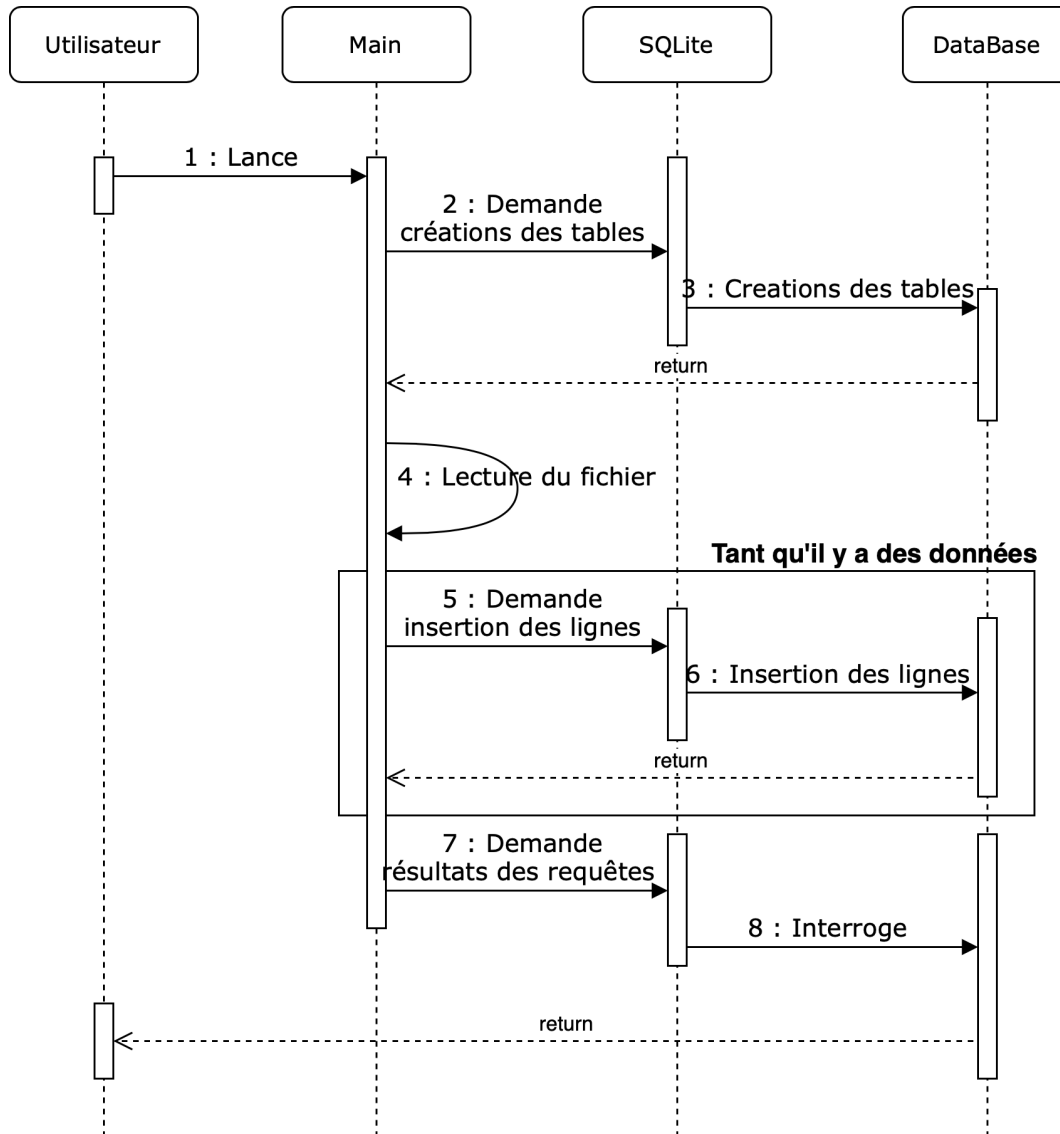 Utilisateur
Main
SQLite
DataBase
1 : Lance
2 : Demande
créations des tables
3 : Creations des tables
return
4 : Lecture du fichier
Tant qu'il y a des données
5 : Demande
insertion des lignes
6 : Insertion des lignes
return
7 : Demande
résultats des requêtes
8 : Interroge
return